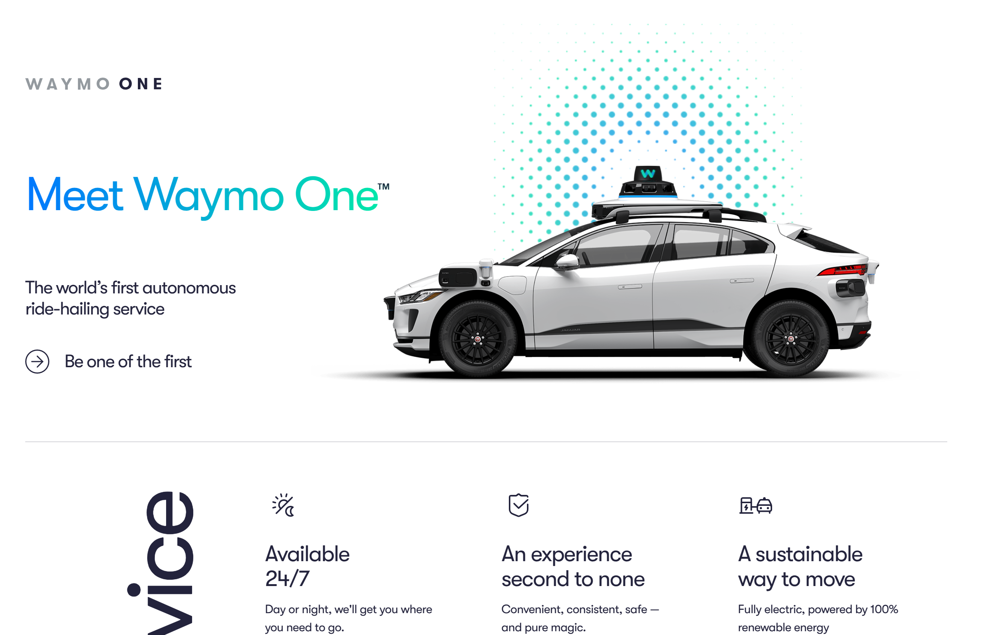 WAYMO ONE
Meet Waymo One™
The world's first autonomous
ride-hailing service
Be one of the first
JAGUAR
vice
Available
24/7
Day or night, we'll get you where
you need to go.
An experience
second to none
Convenient, consistent, safe —
and pure magic.
A sustainable
way to move
Fully electric, powered by 100%
renewable energy